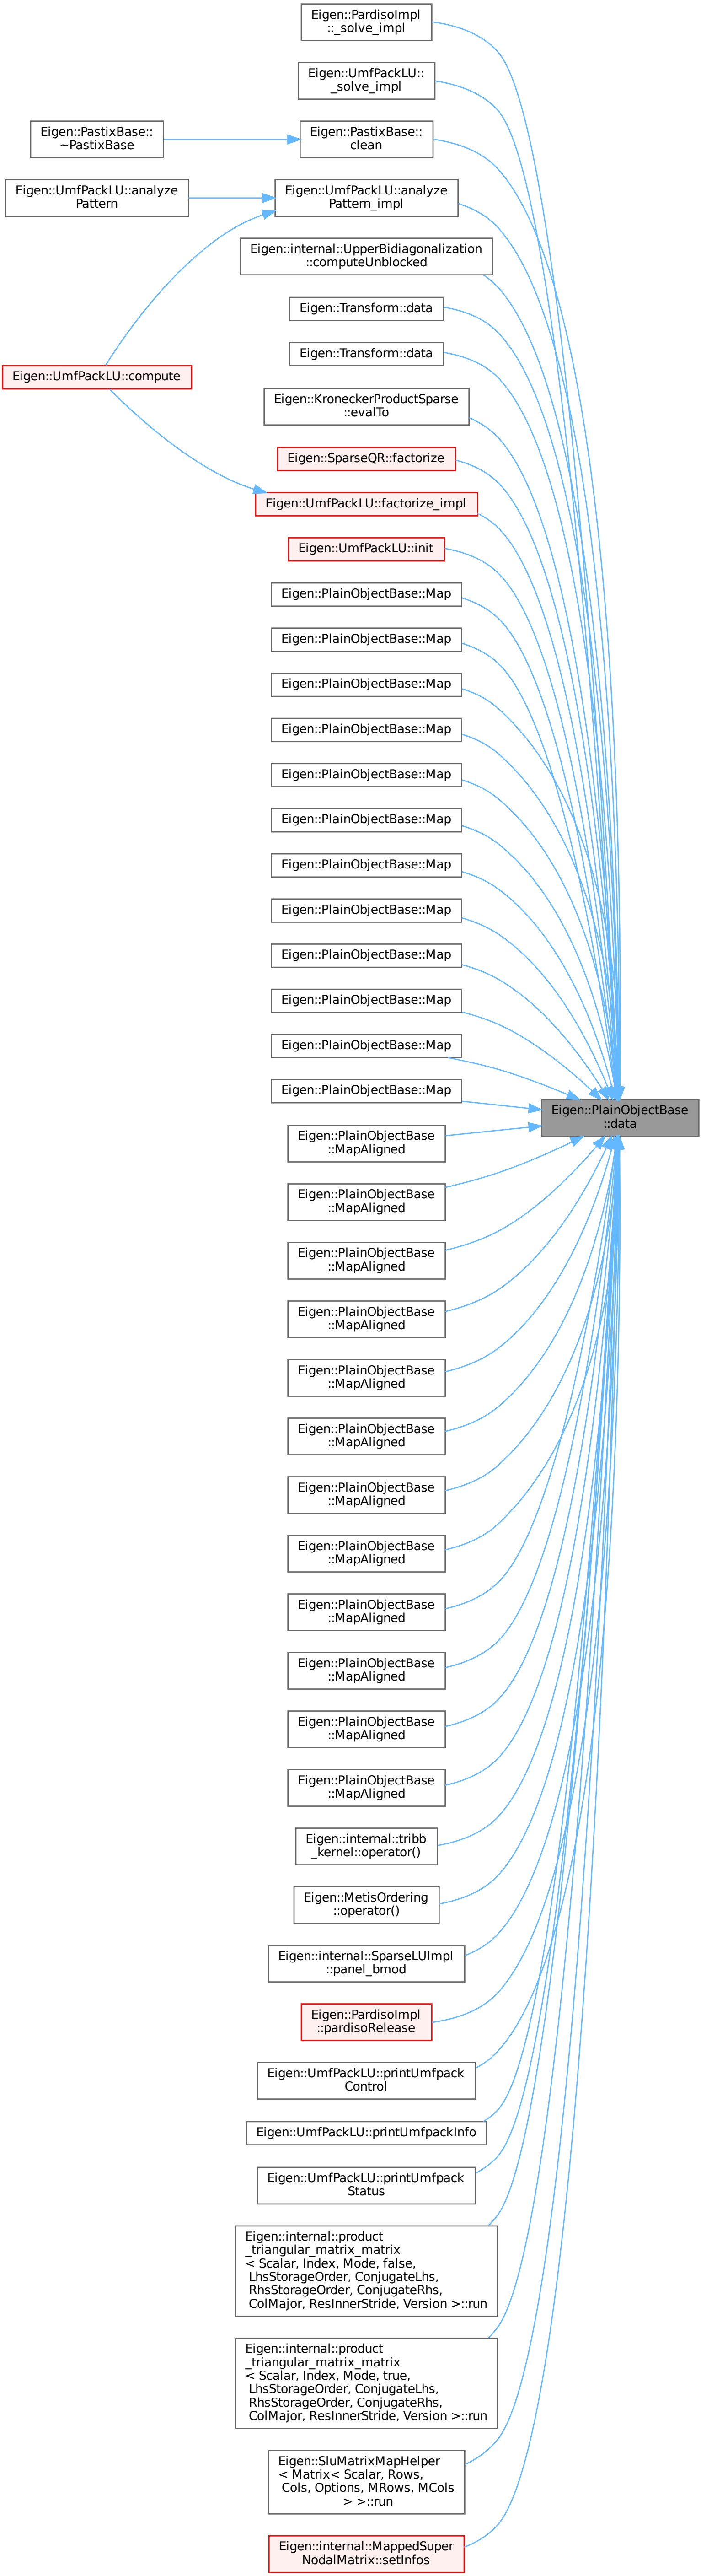 Eigen::PardisoImpl
::_solve_impl
Eigen::UmfPackLU::
_solve_impl
Eigen::PastixBase::
~PastixBase
Eigen::PastixBase::
clean
Eigen::UmfPackLU::analyze
Pattern
Eigen::UmfPackLU::analyze
Pattern_impl
Eigen::internal::UpperBidiagonalization
::computeUnblocked
Eigen::Transform::data
Eigen::Transform::data
Eigen::UmfPackLU::compute
Eigen::KroneckerProductSparse
::evalTo
Eigen::SparseQR::factorize
Eigen::UmfPackLU::factorize_impl
Eigen::UmfPackLU::init
Eigen::PlainObjectBase::Map
Eigen::PlainObjectBase::Map
Eigen::PlainObjectBase::Map
Eigen::PlainObjectBase::Map
Eigen::PlainObjectBase::Map
Eigen::PlainObjectBase::Map
Eigen::PlainObjectBase::Map
Eigen::PlainObjectBase::Map
Eigen::PlainObjectBase::Map
Eigen::PlainObjectBase::Map
Eigen::PlainObjectBase::Map
Eigen::PlainObjectBase::Map
Eigen::PlainObjectBase
::data
Eigen::PlainObjectBase
::MapAligned
Eigen::PlainObjectBase
::MapAligned
Eigen::PlainObjectBase
::MapAligned
Eigen::PlainObjectBase
::MapAligned
Eigen::PlainObjectBase
::MapAligned
Eigen::PlainObjectBase
::MapAligned
Eigen::PlainObjectBase
::MapAligned
Eigen::PlainObjectBase
::MapAligned
Eigen::PlainObjectBase
::MapAligned
Eigen::PlainObjectBase
::MapAligned
Eigen::PlainObjectBase
::MapAligned
Eigen::PlainObjectBase
::MapAligned
Eigen::internal::tribb
_kernel::operator()
Eigen::MetisOrdering
::operator()
Eigen::internal::SparseLUImpl
::panel_bmod
Eigen::PardisoImpl
::pardisoRelease
Eigen::UmfPackLU::printUmfpack
Control
Eigen::UmfPackLU::printUmfpackInfo
Eigen::UmfPackLU::printUmfpack
Status
Eigen::internal::product
_triangular_matrix_matrix
< Scalar, Index, Mode, false,
LhsStorageOrder, ConjugateLhs,
RhsStorageOrder, ConjugateRhs,
ColMajor, ResInnerStride, Version >::run
Eigen::internal::product
_triangular_matrix_matrix
< Scalar, Index, Mode, true,
LhsStorageOrder, ConjugateLhs,
RhsStorageOrder, ConjugateRhs,
ColMajor, ResInnerStride, Version >::run
Eigen::SluMatrixMapHelper
< Matrix< Scalar, Rows,
Cols, Options, MRows, MCols
> >::run
Eigen::internal::MappedSuper
NodalMatrix::setInfos